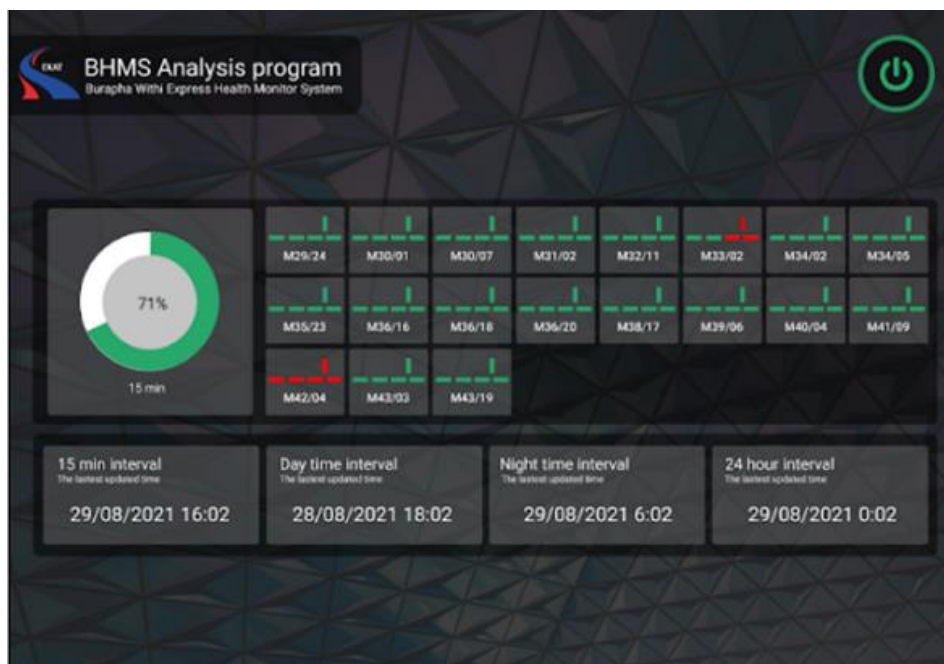 EXAT
BHMS Analysis program
Burapha Withi Express Health Monitor System
M29/24 M30/01 M30/07 M31/02 M32/11 M33/02 M34/02 M34/05
71%
M35/23 M36/16 M36/18 M36/20 M38/17 M39/06 M40/04 M41/09
15 min
M42/04 M43/03 M43/19
15 min interval
The lastest updated time
29/08/2021 16:02
Day time interval
The lastest updated time
28/08/2021 18:02
Night time interval
The lastest updated time
29/08/2021 6:02
24 hour interval
The lastest updated time
29/08/2021 0:02